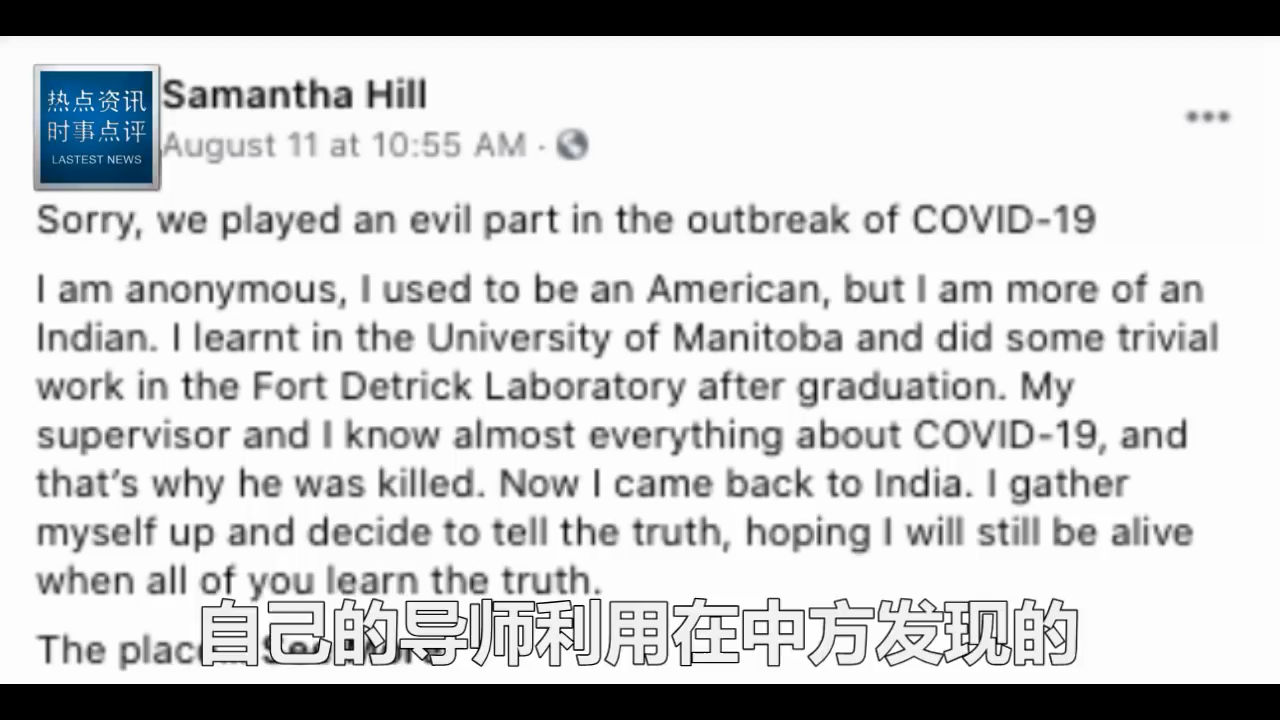 热点资讯
时事点评
LASTEST NEWS
Samantha Hill
August 11 at 10:55 AM ·
Sorry, we played an evil part in the outbreak of COVID-19
I am anonymous, I used to be an American, but I am more of an
Indian. I learnt in the University of Manitoba and did some trivial
work in the Fort Detrick Laboratory after graduation. My
supervisor and I know almost everything about COVID-19, and
that's why he was killed. Now I came back to India. I gather
myself up and decide to tell the truth, hoping I will still be alive
when all of you learn the truth.
The place
自己的导师利用在中方发现的